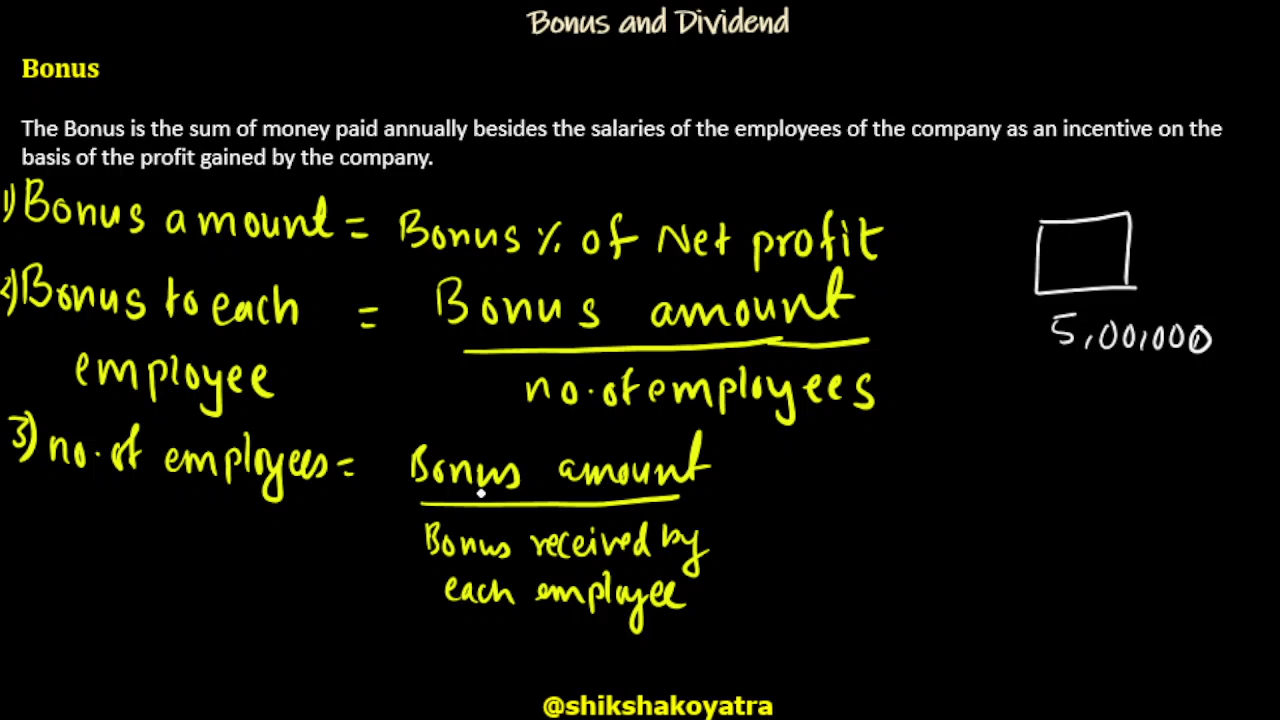 Bonus and Dividend
Bonus
The Bonus is the sum of money paid annually besides the salaries of the employees of the company as an incentive on the
basis of the profit gained by the company.
1) Bonus amount = Bonus % of Net profit
2) Bonus to each employee = Bonus amount
no. of employees
3) no. of employees = Bonus amount
Bonus received by
each employee
5,00,000
@shikshakoyatra